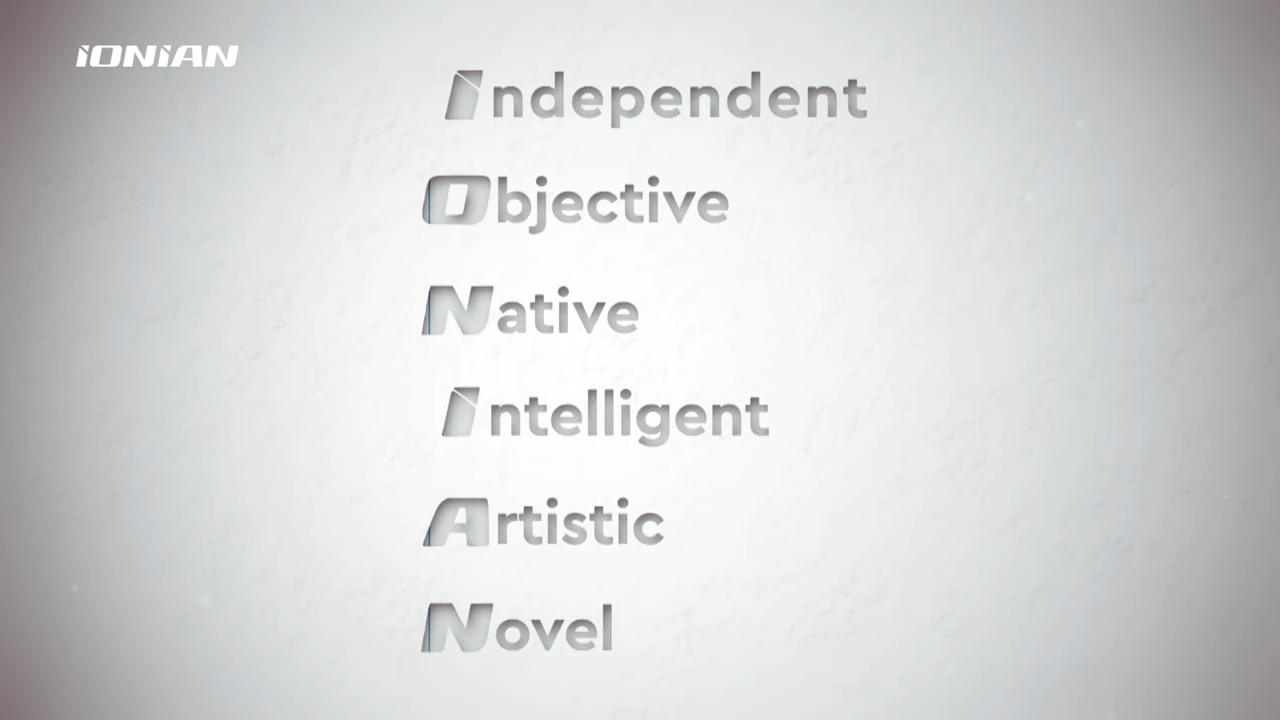 iONiAN
Independent
Objective
Native
Intelligent
Artistic
Novel